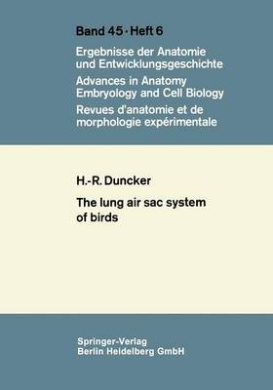 Band 45 · Heft 6
Ergebnisse der Anatomie
und Entwicklungsgeschichte
Advances in Anatomy
Embryology and Cell Biology
Revues d'anatomie et de
morphologie expérimentale
H.-R. Duncker
The lung air sac system
of birds
Springer-Verlag
Berlin Heidelberg GmbH